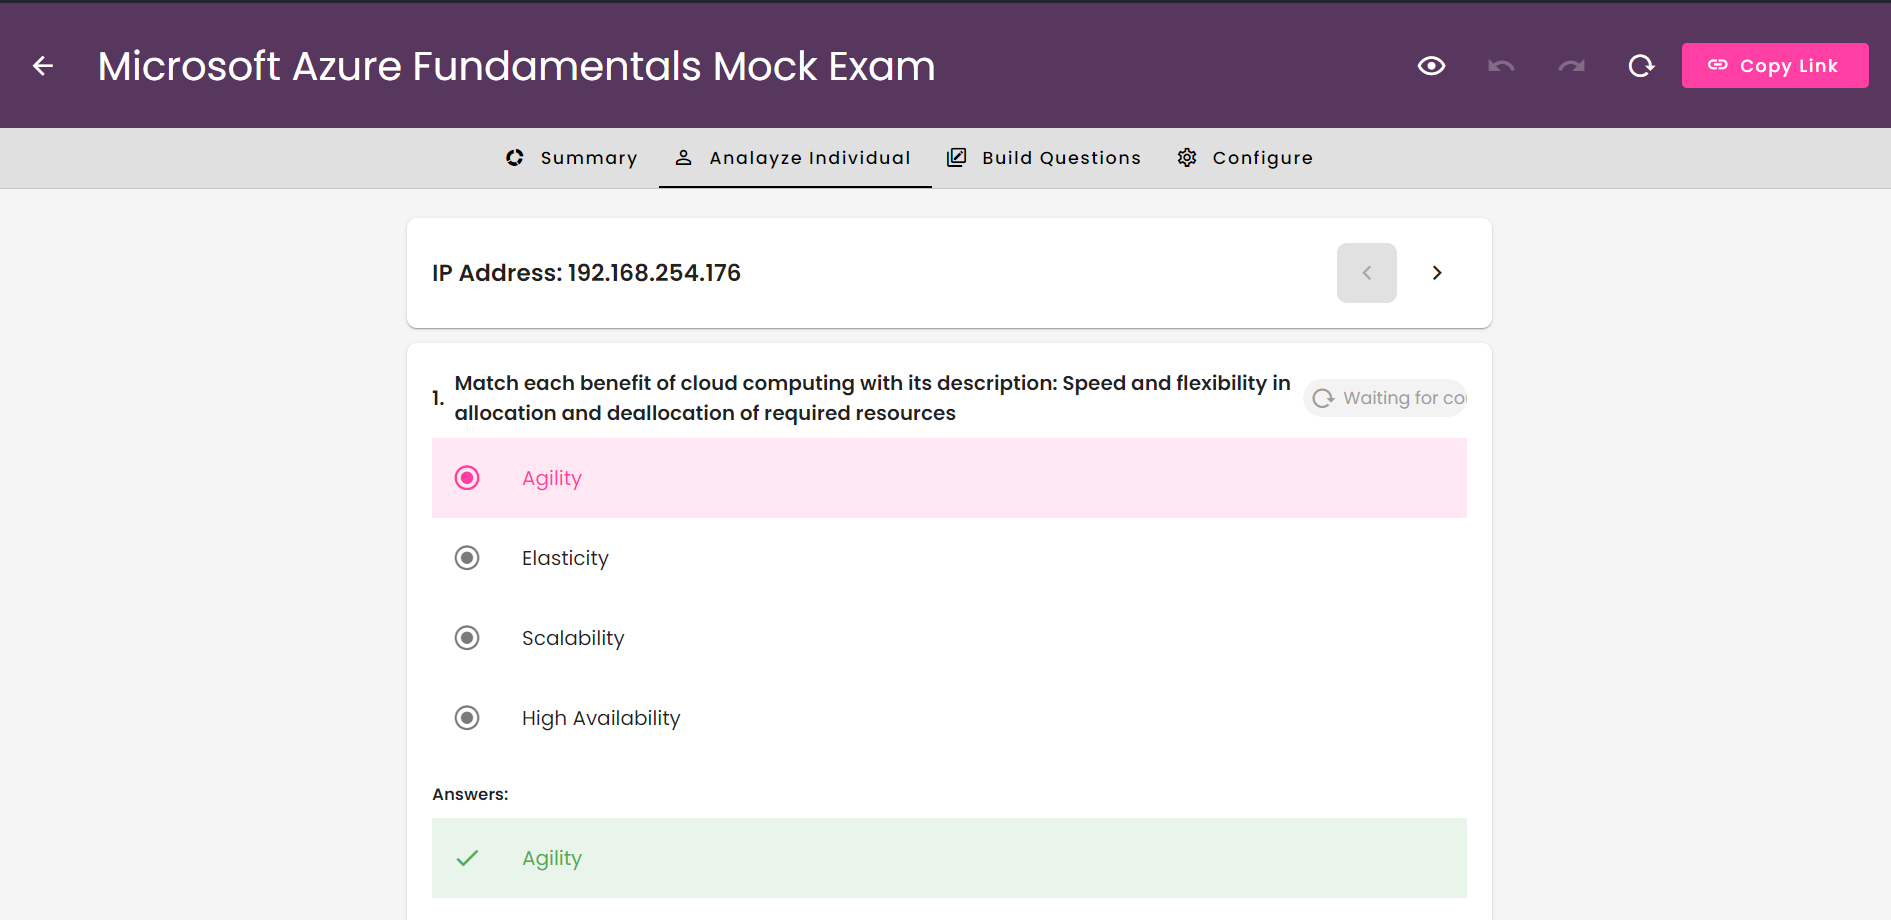 Microsoft Azure Fundamentals Mock Exam
Copy Link
Summary
Analayze Individual
Build Questions
Configure
IP Address: 192.168.254.176
1.
Match each benefit of cloud computing with its description: Speed and flexibility in
allocation and deallocation of required resources
Waiting for
Agility
Elasticity
Scalability
High Availability
Answers:
Agility